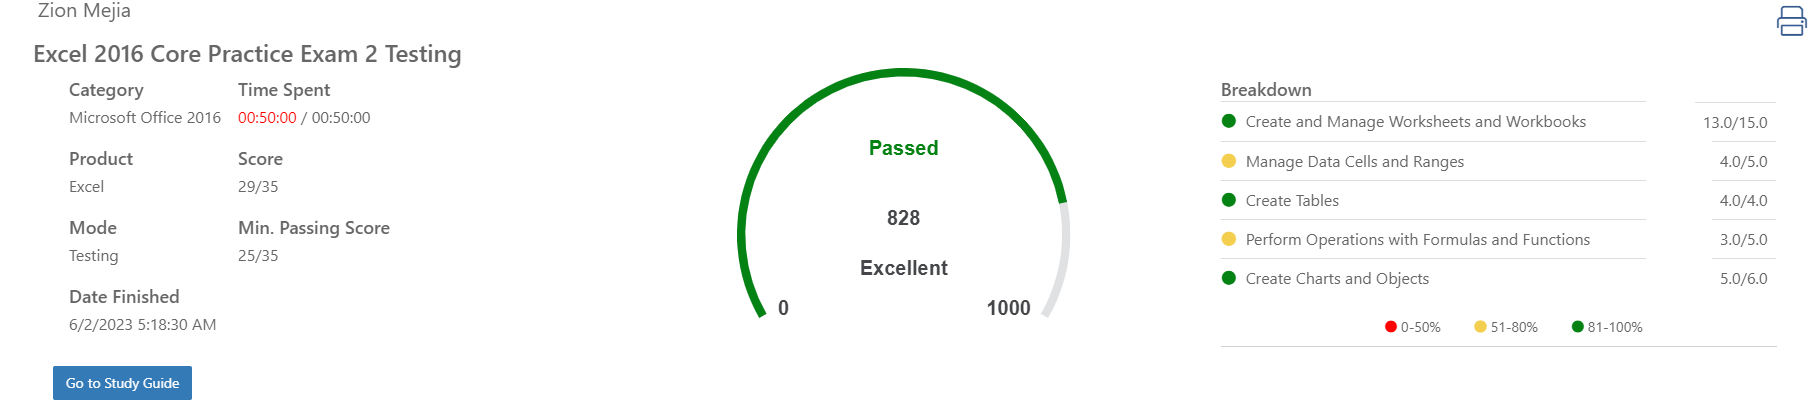 Zion Mejia
Excel 2016 Core Practice Exam 2 Testing
Category Time Spent
Microsoft Office 2016 00:50:00 / 00:50:00
Product Score
Excel 29/35
Mode Min. Passing Score
Testing 25/35
Date Finished
6/2/2023 5:18:30 AM
Go to Study Guide
Passed
828
Excellent
0 1000
Breakdown
Create and Manage Worksheets and Workbooks 13.0/15.0
Manage Data Cells and Ranges 4.0/5.0
Create Tables 4.0/4.0
Perform Operations with Formulas and Functions 3.0/5.0
Create Charts and Objects 5.0/6.0
0-50% 51-80% 81-100%